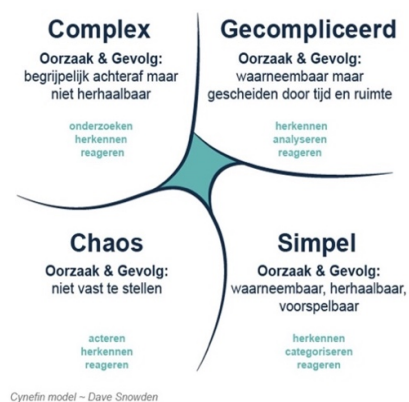 Complex
Oorzaak & Gevolg:
begrijpelijk achteraf maar
niet herhaalbaar
onderzoeken
herkennen
reageren
Gecompliceerd
Oorzaak & Gevolg:
waarneembaar maar
gescheiden door tijd en ruimte
herkennen
analyseren
reageren
Chaos
Oorzaak & Gevolg:
niet vast te stellen
acteren
herkennen
reageren
Simpel
Oorzaak & Gevolg:
waarneembaar, herhaalbaar,
voorspelbaar
herkennen
categoriseren
reageren
Cynefin model ~ Dave Snowden